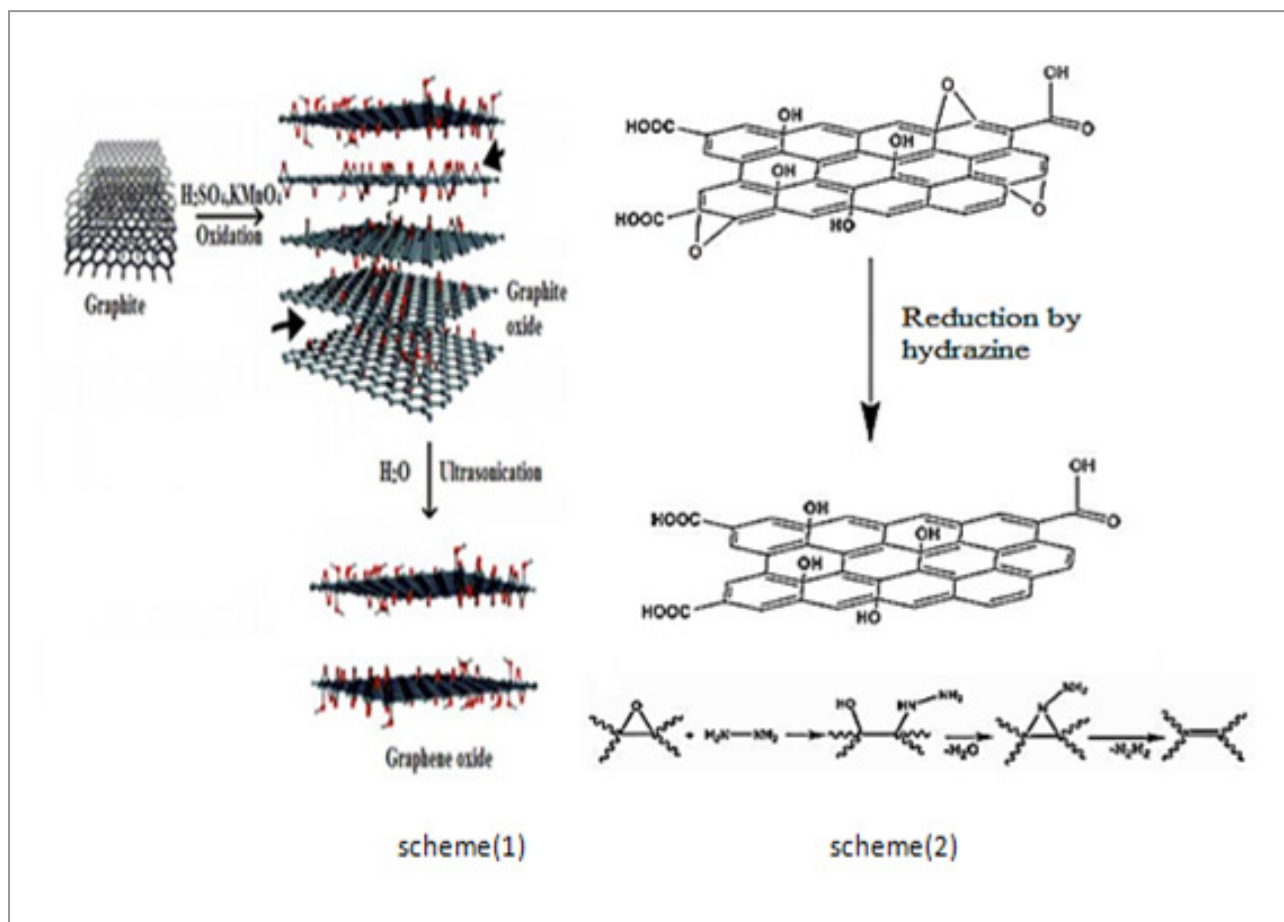 H₂SO₄,KMnO₄
Oxidation
Graphite
Graphite
oxide
H₂O Ultrasonication
Graphene oxide
scheme(1)
OH
O
HOOC
OH
OH
O
OH
HOOC
HO
O
O
Reduction by
hydrazine
OH
HOOC
OH
O
OH
OH
HOOC
HO
O + H₂N NH₂ HO HN NH₂ -H₂O N NH₂ -N₂H₂
scheme(2)